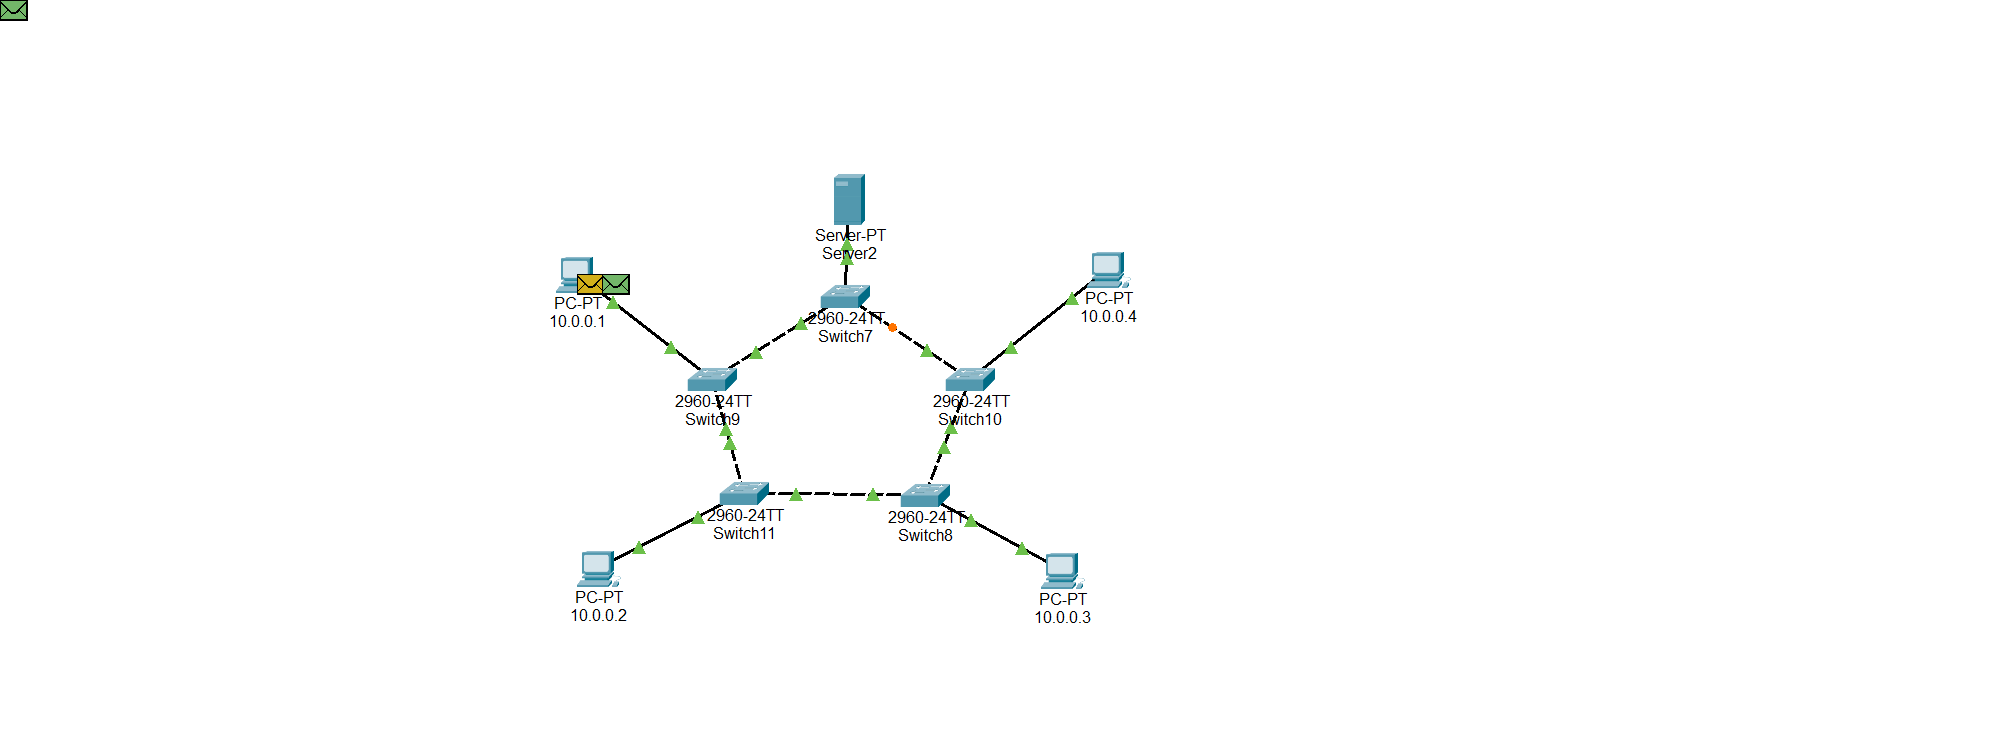 Server-PT
Server2
PC-PT
10.0.0.1
PC-PT
10.0.0.4
2960-24TT
Switch7
2960-24TT
Switch9
2960-24TT
Switch10
2960-24TT
Switch11
2960-24TT
Switch8
PC-PT
10.0.0.2
PC-PT
10.0.0.3